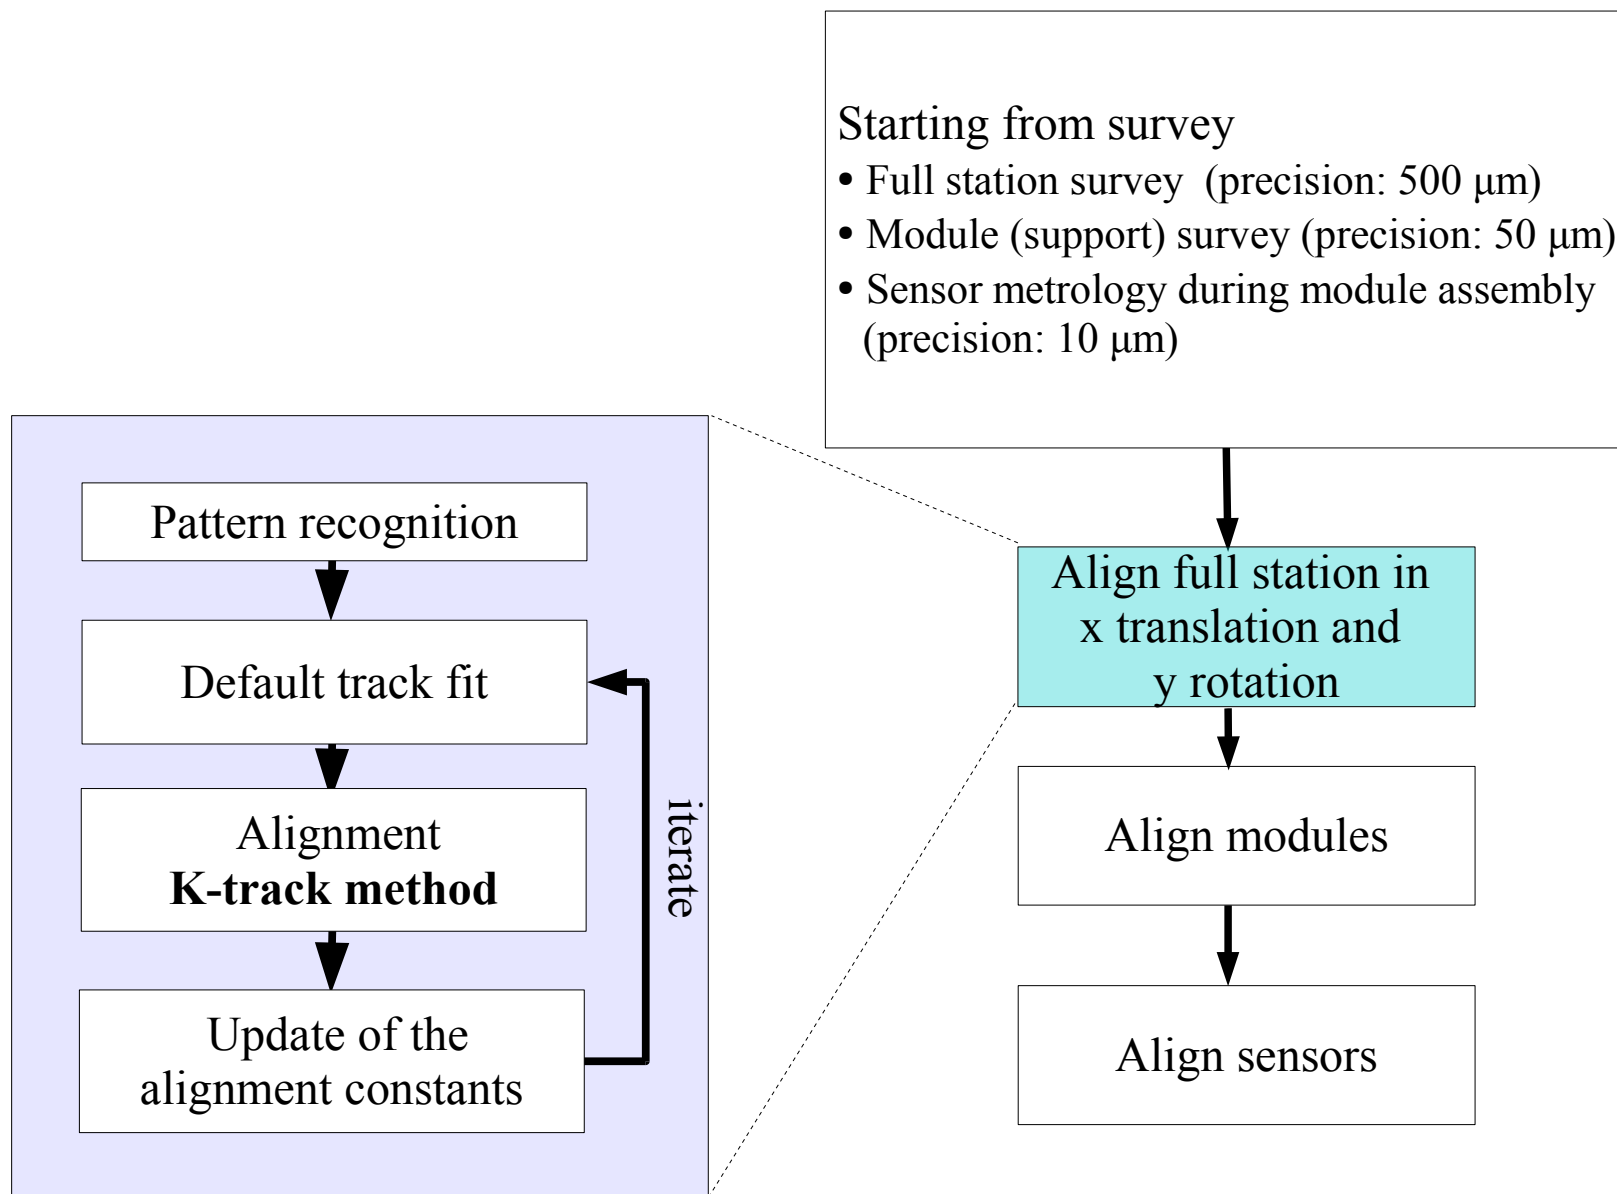 Starting from survey
• Full station survey (precision: 500 μm)
• Module (support) survey (precision: 50 μm)
• Sensor metrology during module assembly
(precision: 10 μm)
Pattern recognition
Default track fit
Alignment
K-track method
Update of the
alignment constants
iterate
Align full station in
x translation and
y rotation
Align modules
Align sensors